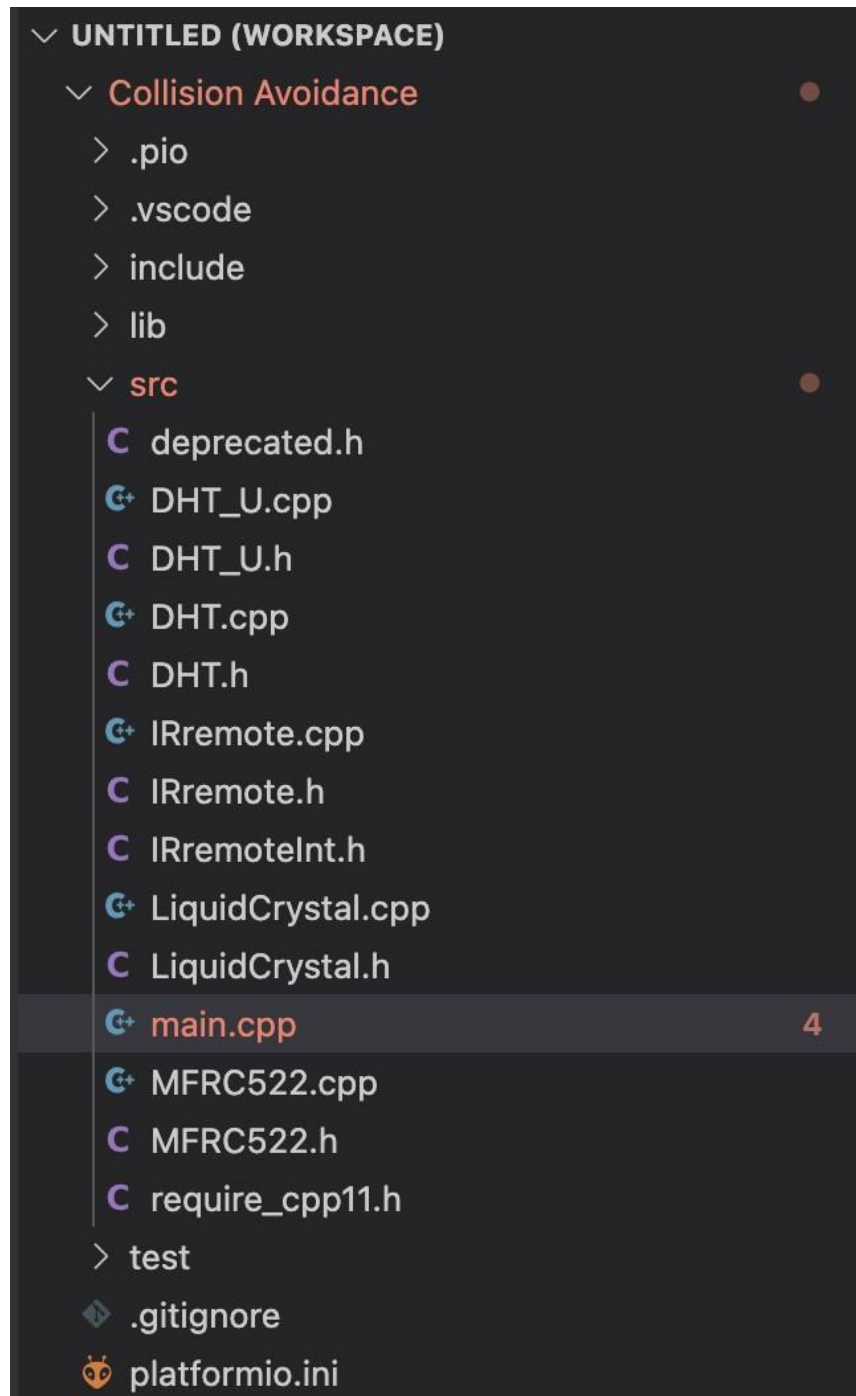 UNTITLED (WORKSPACE)
Collision Avoidance
.pio
.vscode
include
lib
src
C deprecated.h
C++ DHT_U.cpp
C DHT_U.h
C++ DHT.cpp
C DHT.h
C++ IRremote.cpp
C IRremote.h
C IRremoteInt.h
C++ LiquidCrystal.cpp
C LiquidCrystal.h
C++ main.cpp 4
C++ MFRC522.cpp
C MFRC522.h
C require_cpp11.h
test
.gitignore
platformio.ini